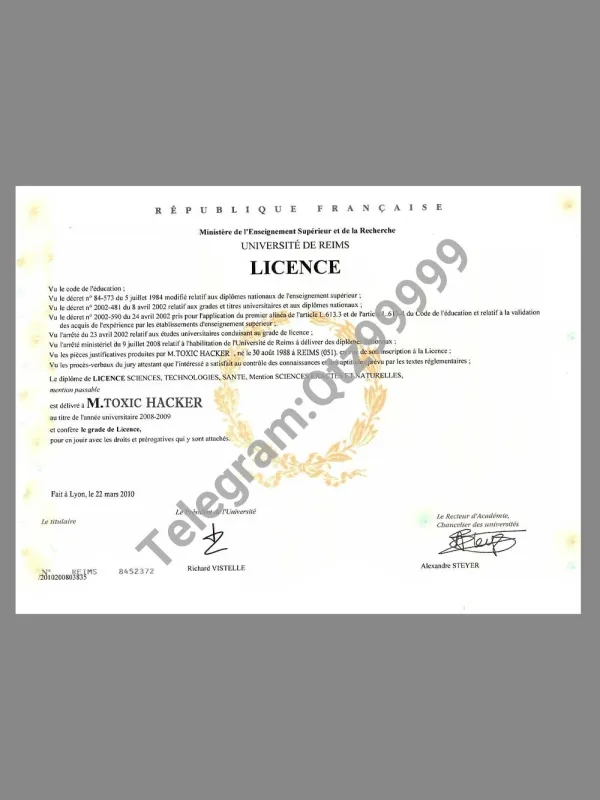 RÉPUBLIQUE FRANÇAISE
Ministère de l'Enseignement Supérieur et de la Recherche
UNIVERSITÉ DE REIMS
LICENCE
Vu le code de l'éducation ;
Vu le décret n° 84-573 du 5 juillet 1984 modifié relatif aux diplômes nationaux de l'enseignement supérieur ;
Vu le décret n° 2002-481 du 8 avril 2002 relatif aux grades et titres universitaires et aux diplômes nationaux ;
Vu le décret n° 2002-590 du 24 avril 2002 pris pour l'application du premier alinéa de l'article L 613.3 et de l'article L. 613.4 du Code de l'éducation et relatif à la validation
des acquis de l'expérience par les établissements d'enseignement supérieur ;
Vu l'arrêté du 23 avril 2002 relatif aux études universitaires conduisant au grade de licence ;
Vu l'arrêté ministériel du 9 juillet 2008 relatif à l'habilitation de l'Université de Reims à délivrer des diplômes nationaux ;
Vu les pièces justificatives produites par M.TOXIC HACKER , né le 30 août 1988 à REIMS (051). en vue de son inscription à la Licence ;
Vu les procès-verbaux du jury attestant que l'intéressé a satisfait au contrôle des connaissances et des aptitudes prévu par les textes réglementaires ;
Le diplôme de LICENCE SCIENCES, TECHNOLOGIES, SANTE, Mention SCIENCES EXACTES ET NATURELLES,
mention passable
est délivré à M.TOXIC HACKER
au titre de l'année universitaire 2008-2009
et confère le grade de Licence,
pour en jouir avec les droits et prérogatives qui y sont attachés.
Fait à Lyon, le 22 mars 2010
Le titulaire
Le Président de l'Université
Le Recteur d'Académie,
Chancelier des universités
Richard VISTELLE
Alexandre STEYER
N° REIMS 8452372
/2010200803835
Telegram:Qtz99999